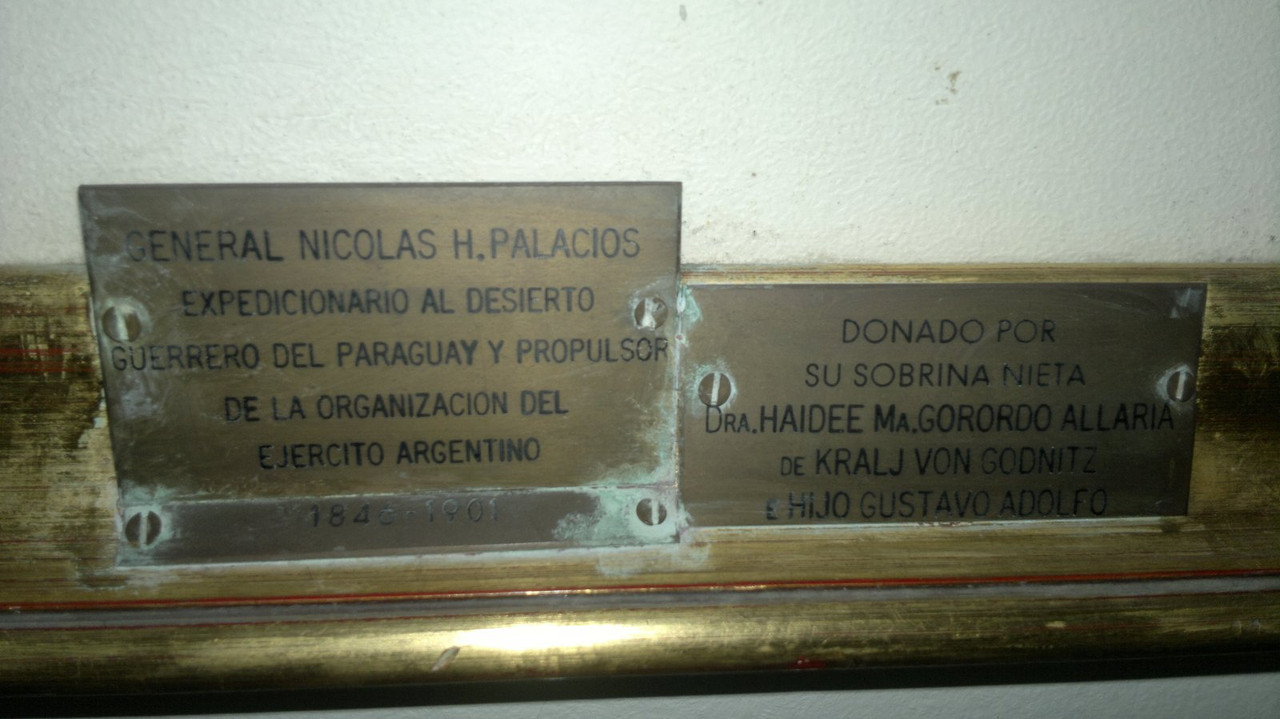 GENERAL NICOLAS H. PALACIOS
EXPEDICIONARIO AL DESIERTO
GUERRERO DEL PARAGUAY Y PROPULSOR
DE LA ORGANIZACION DEL
EJERCITO ARGENTINO
1846-1901
DONADO POR
SU SOBRINA NIETA
DRA. HAIDEE MA. GORORDO ALLARIA
DE KRALJ VON GODNITZ
E HIJO GUSTAVO ADOLFO